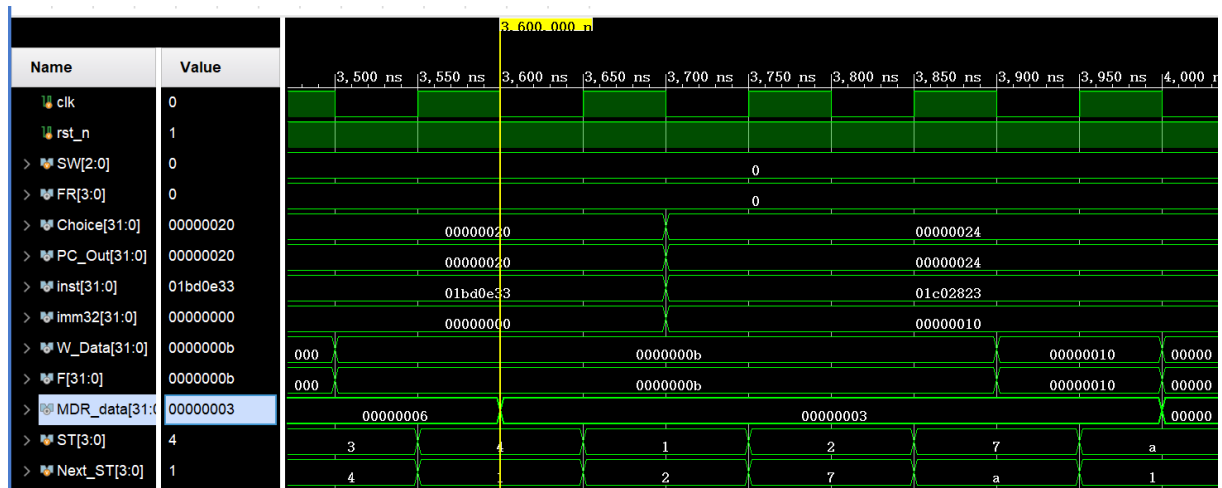 3,600.000 n
Name Value
3,500 ns 3,550 ns 3,600 ns 3,650 ns 3,700 ns 3,750 ns 3,800 ns 3,850 ns 3,900 ns 3,950 ns 4,000 n
clk 0
rst_n 1
SW[2:0] 0 0
FR[3:0] 0 0
Choice[31:0] 00000020 00000020 00000024
PC_Out[31:0] 00000020 00000020 00000024
inst[31:0] 01bd0e33 01bd0e33 01c02823
imm32[31:0] 00000000 00000000 00000010
W_Data[31:0] 0000000b 000 0000000b 00000010 00000
F[31:0] 0000000b 000 0000000b 00000010 00000
MDR_data[31:( 00000003 00000006 00000003 00000
ST[3:0] 4 3 4 1 2 7 a
Next_ST[3:0] 1 4 1 2 7 a 1